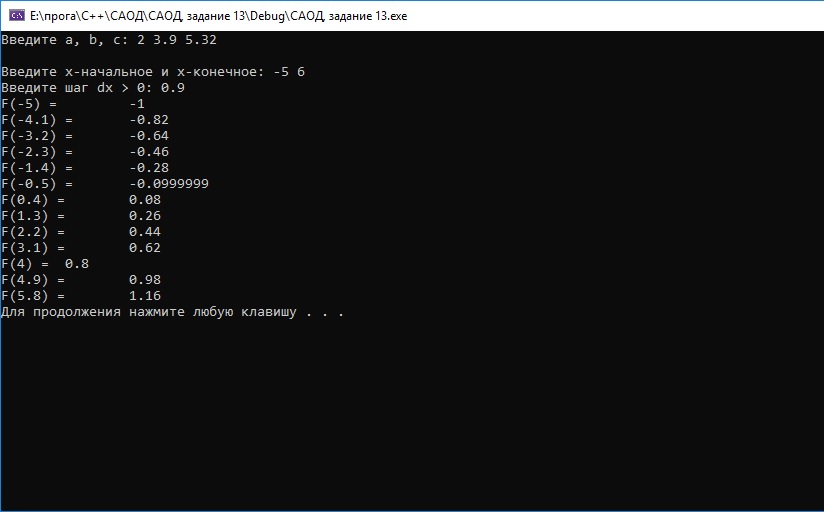 E:\прога\C++\САОД\САОД, задание 13\Debug\САОД, задание 13.exe
Введите a, b, c: 2 3.9 5.32
Введите x-начальное и x-конечное: -5 6
Введите шаг dx > 0: 0.9
F(-5) = -1
F(-4.1) = -0.82
F(-3.2) = -0.64
F(-2.3) = -0.46
F(-1.4) = -0.28
F(-0.5) = -0.0999999
F(0.4) = 0.08
F(1.3) = 0.26
F(2.2) = 0.44
F(3.1) = 0.62
F(4) = 0.8
F(4.9) = 0.98
F(5.8) = 1.16
Для продолжения нажмите любую клавишу . . .